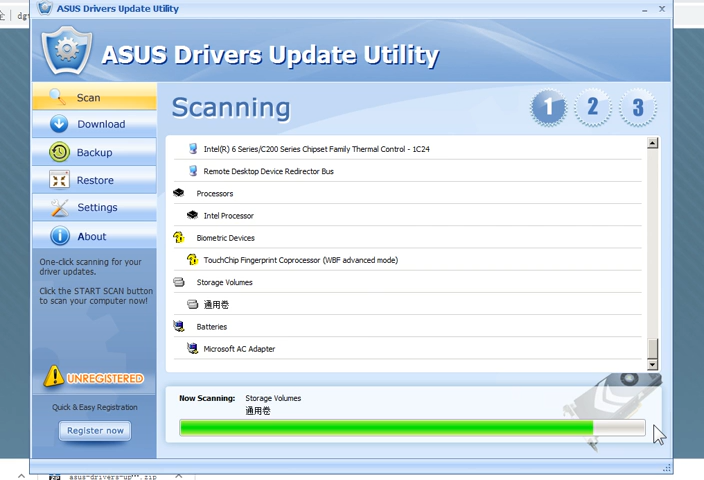 ASUS Drivers Update Utility
ASUS Drivers Update Utility
Scan
Download
Backup
Restore
Settings
About
One-click scanning for your
driver updates.
Click the START SCAN button
to scan your computer now!
UNREGISTERED
Quick & Easy Registration
Register now
Scanning
1 2 3
Intel(R) 6 Series/C200 Series Chipset Family Thermal Control - 1C24
Remote Desktop Device Redirector Bus
Processors
Intel Processor
Biometric Devices
TouchChip Fingerprint Coprocessor (WBF advanced mode)
Storage Volumes
通用卷
Batteries
Microsoft AC Adapter
Now Scanning: Storage Volumes
通用卷